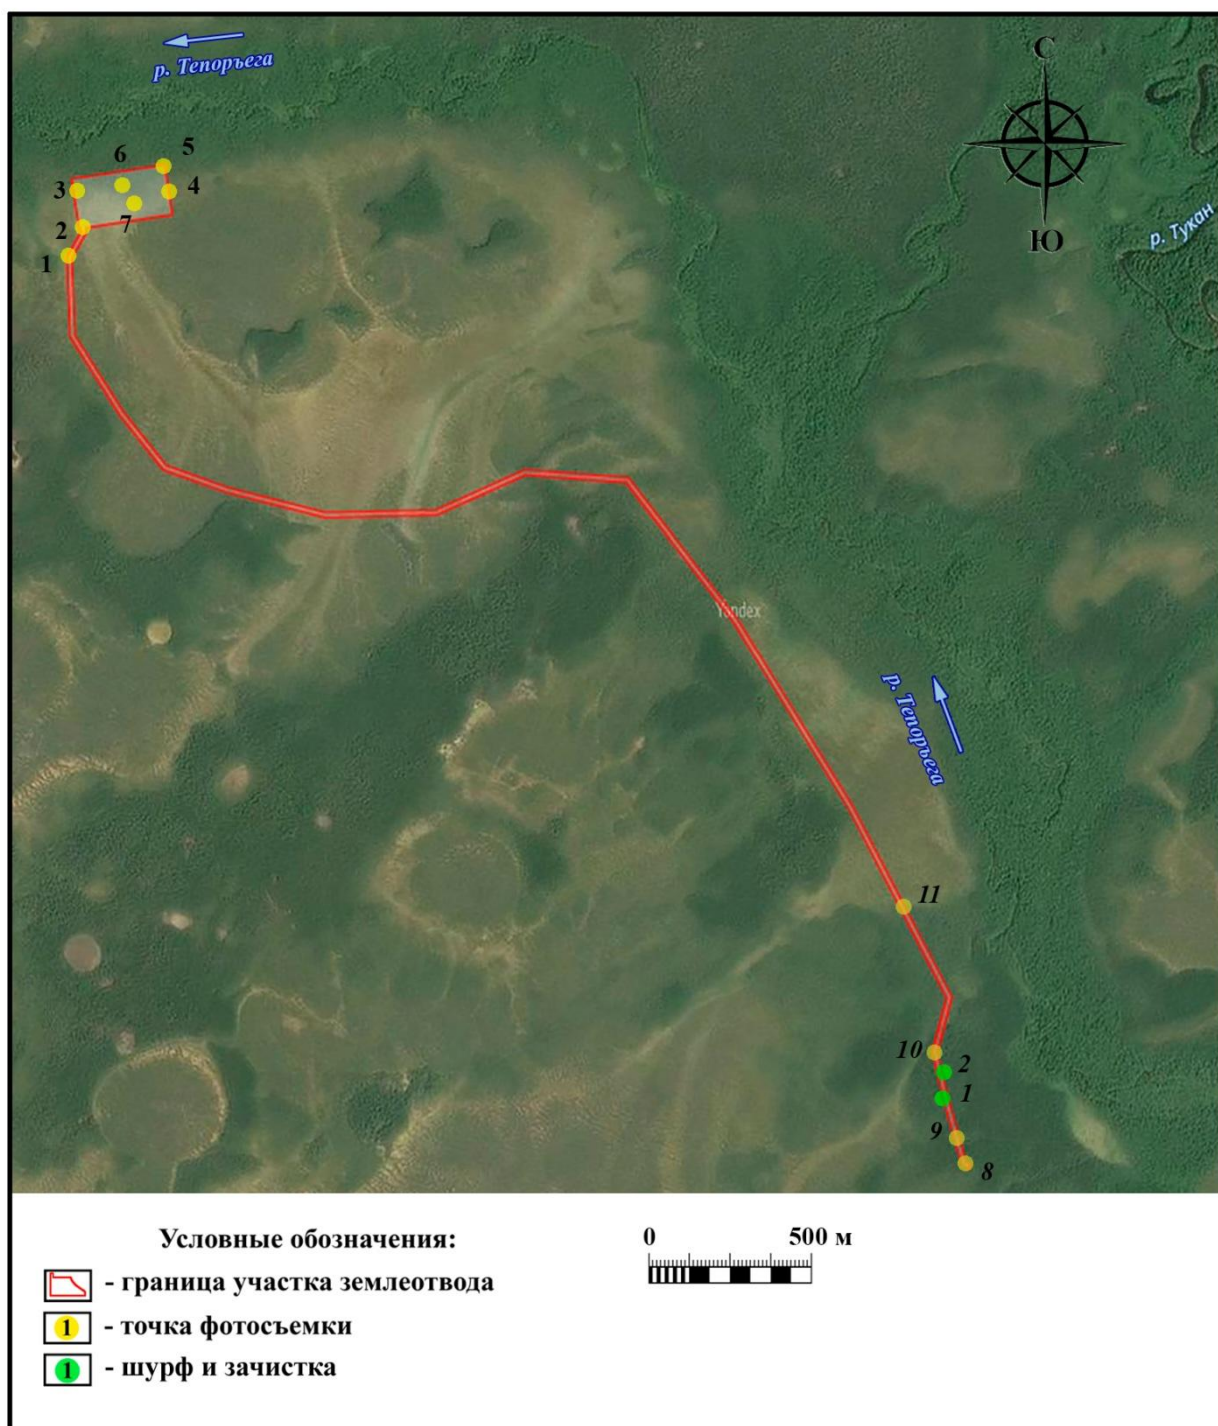 р. Тепоръега
С
Ю
р. Тукан
5
6
3
4
7
2
1
Yandex
р. Тепоръега
11
10
2
1
9
8
Условные обозначения:
- граница участка землеотвода
1 - точка фотосъемки
1 - шурф и зачистка
0 500 м